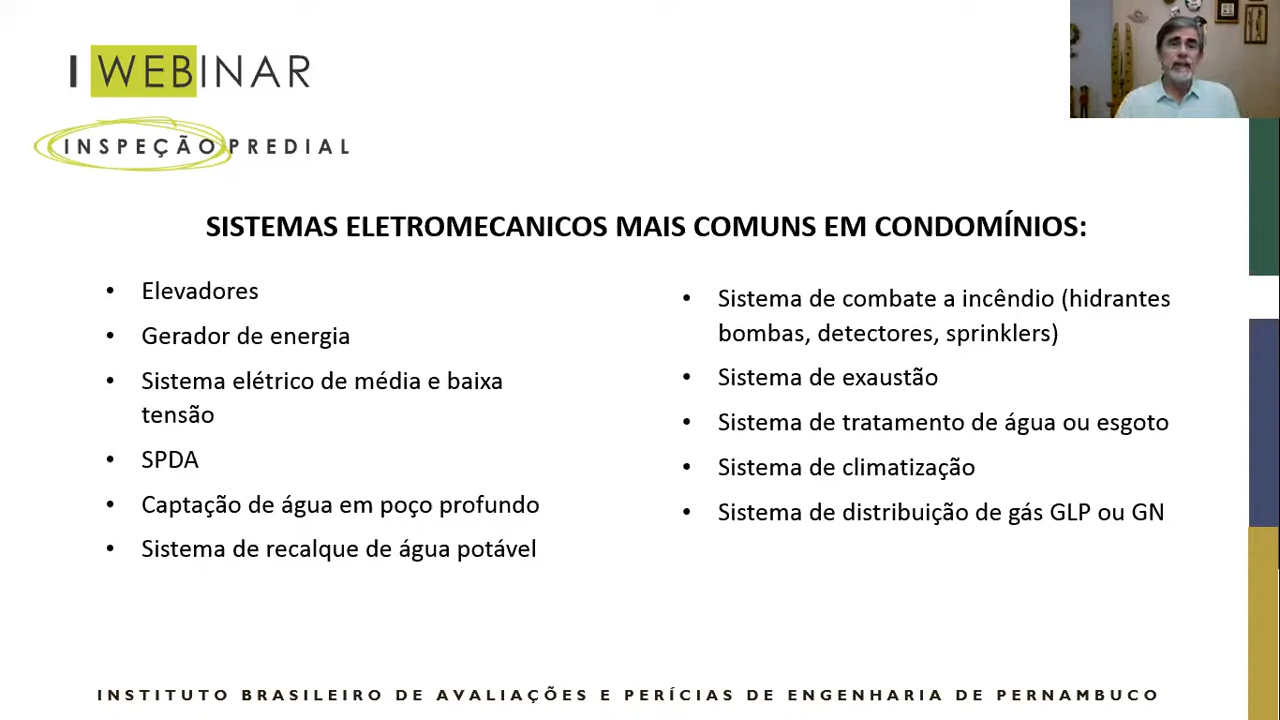 I WEBINAR
INSPEÇÃO PREDIAL
SISTEMAS ELETROMECANICOS MAIS COMUNS EM CONDOMÍNIOS:
• Elevadores
• Gerador de energia
• Sistema elétrico de média e baixa
tensão
• SPDA
• Captação de água em poço profundo
• Sistema de recalque de água potável
• Sistema de combate a incêndio (hidrantes
bombas, detectores, sprinklers)
• Sistema de exaustão
• Sistema de tratamento de água ou esgoto
• Sistema de climatização
• Sistema de distribuição de gás GLP ou GN
INSTITUTO BRASILEIRO DE AVALIAÇÕES E PERÍCIAS DE ENGENHARIA DE PERNAMBUCO